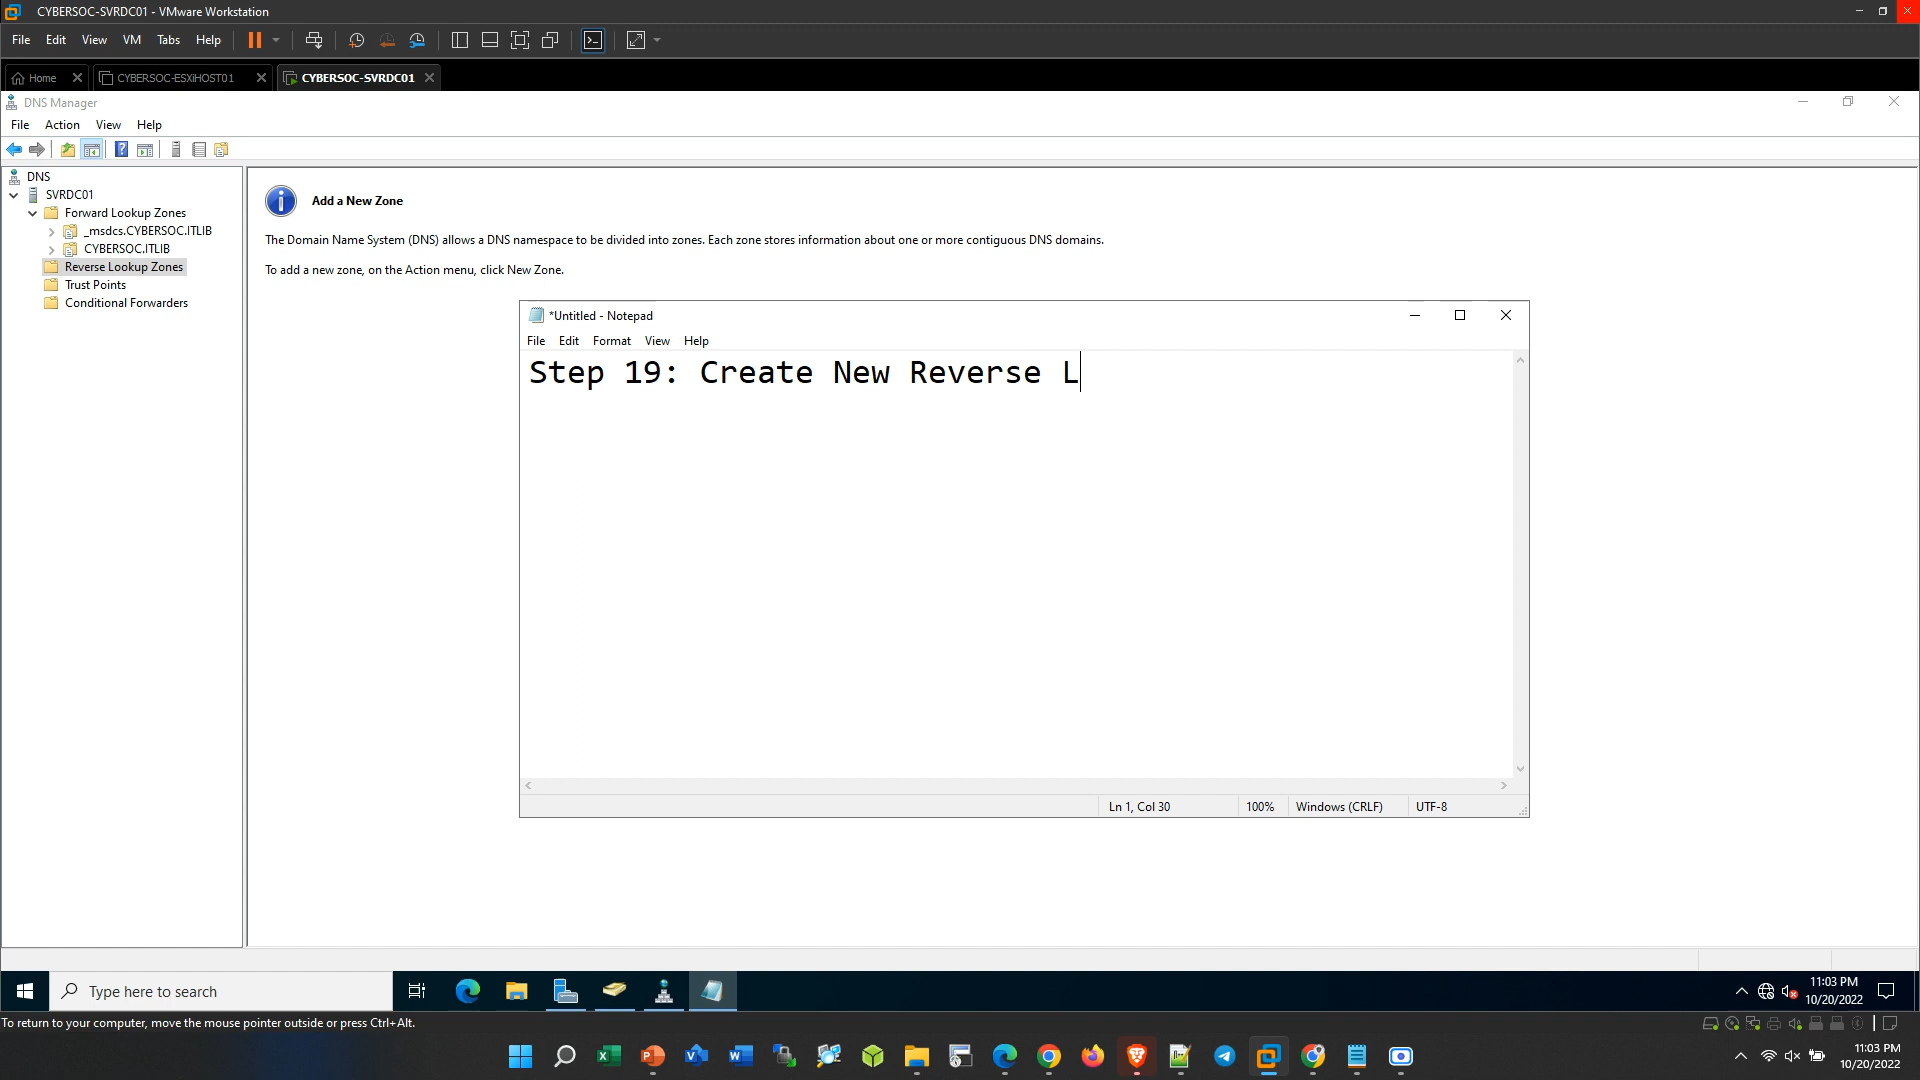 CYBERSOC-SVRDC01 - VMware Workstation
File Edit View VM Tabs Help
Home CYBERSOC-ESXiHOST01 CYBERSOC-SVRDC01
DNS Manager
File Action View Help
DNS
SVRDC01
Forward Lookup Zones
_msdcs.CYBERSOC.ITLIB
CYBERSOC.ITLIB
Reverse Lookup Zones
Trust Points
Conditional Forwarders
Add a New Zone
The Domain Name System (DNS) allows a DNS namespace to be divided into zones. Each zone stores information about one or more contiguous DNS domains.
To add a new zone, on the Action menu, click New Zone.
*Untitled - Notepad
File Edit Format View Help
Step 19: Create New Reverse L
Ln 1, Col 30 100% Windows (CRLF) UTF-8
Type here to search
11:03 PM
10/20/2022
To return to your computer, move the mouse pointer outside or press Ctrl+Alt.
11:03 PM
10/20/2022